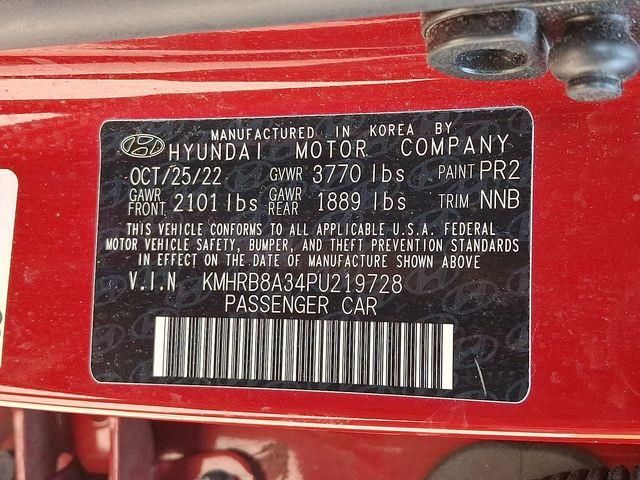 MANUFACTURED IN KOREA BY
HYUNDAI MOTOR COMPANY
OCT/25/22 GVWR 3770 lbs PAINT PR2
GAWR FRONT 2101 lbs GAWR REAR 1889 lbs TRIM NNB
THIS VEHICLE CONFORMS TO ALL APPLICABLE U.S.A. FEDERAL
MOTOR VEHICLE SAFETY, BUMPER, AND THEFT PREVENTION STANDARDS
IN EFFECT ON THE DATE OF MANUFACTURE SHOWN ABOVE
V.I.N KMHRB8A34PU219728
PASSENGER CAR